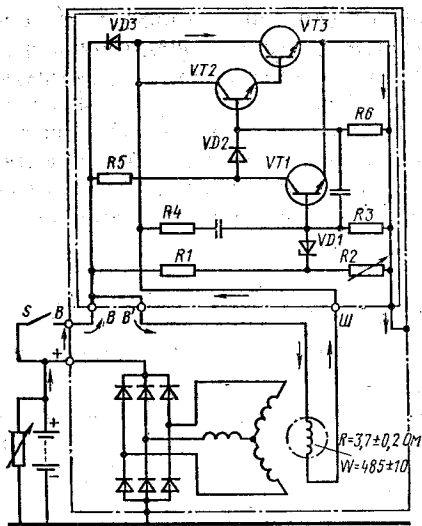 VD3
VT3
VT2
R6
VD2
VT1
R5
R4
R3
VD1
R1
R2
S
В
В
В'
Ш
+
+
−
R=3,7±0,2 Ом
W=485±10